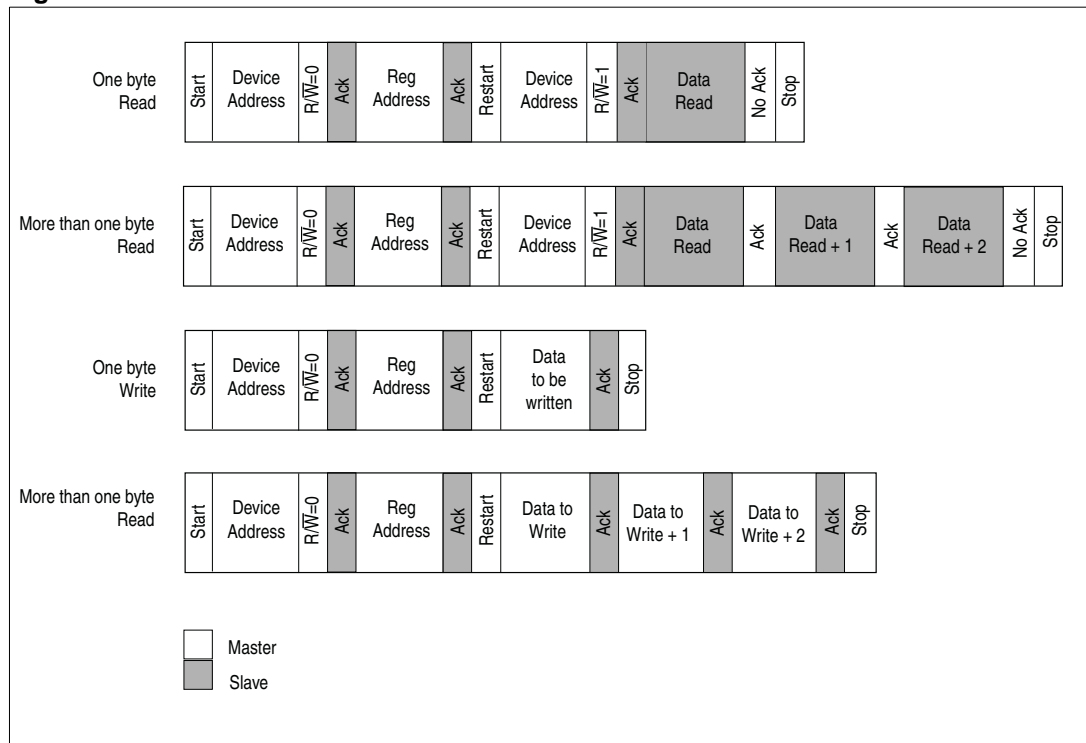 One byte
Read
Start
Device
Address
R/W̅=0
Ack
Reg
Address
Ack
Restart
Device
Address
R/W̅=1
Ack
Data
Read
No Ack
Stop
More than one byte
Read
Start
Device
Address
R/W̅=0
Ack
Reg
Address
Ack
Restart
Device
Address
R/W̅=1
Ack
Data
Read
Ack
Data
Read + 1
Ack
Data
Read + 2
No Ack
Stop
One byte
Write
Start
Device
Address
R/W̅=0
Ack
Reg
Address
Ack
Restart
Data
to be
written
Ack
Stop
More than one byte
Read
Start
Device
Address
R/W̅=0
Ack
Reg
Address
Ack
Restart
Data to
Write
Ack
Data to
Write + 1
Ack
Data to
Write + 2
Ack
Stop
Master
Slave